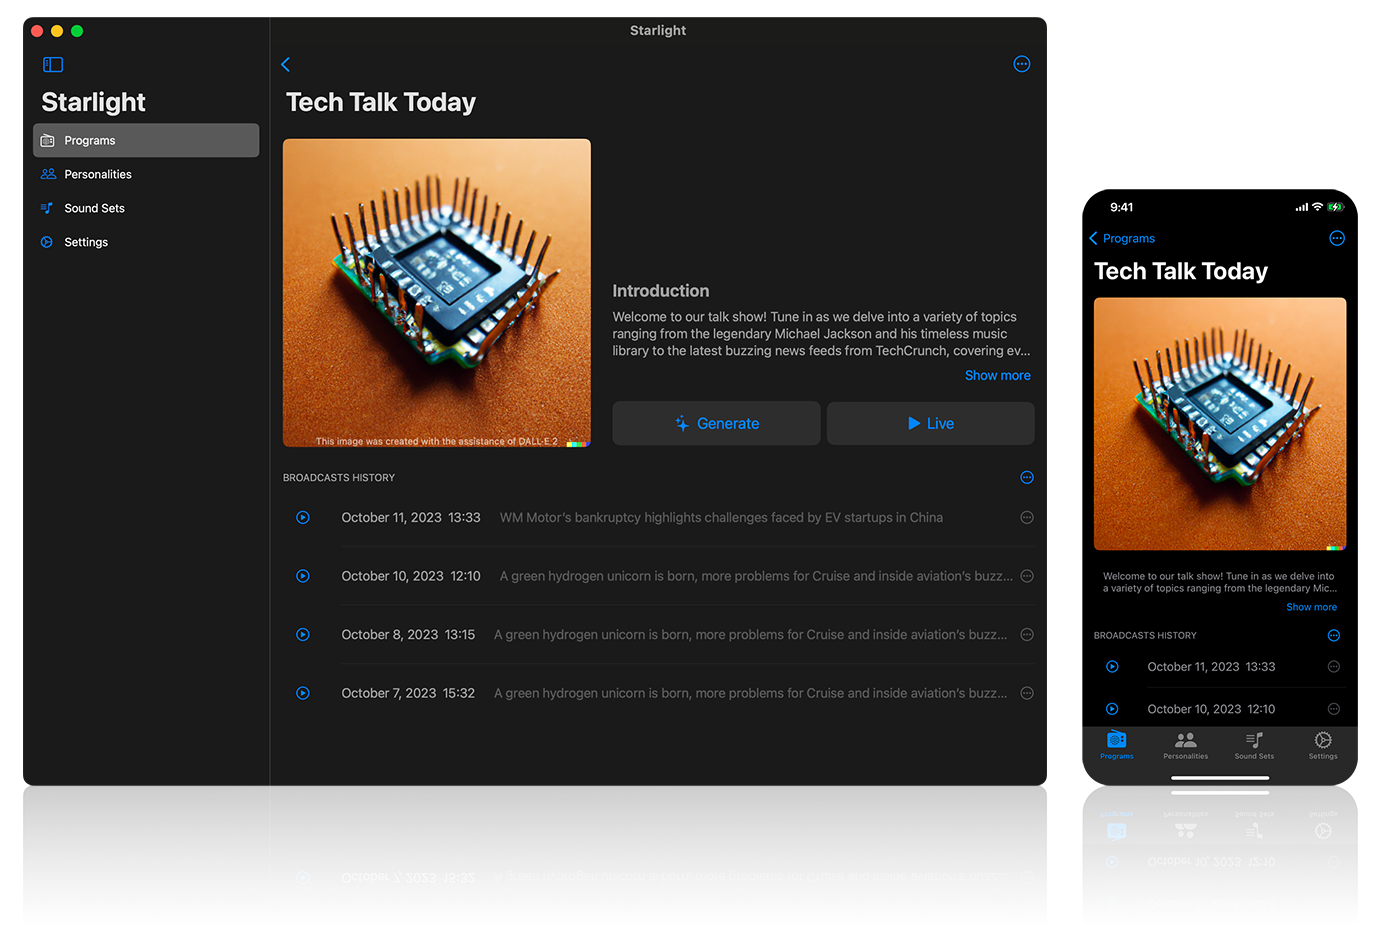 Starlight
Starlight
Programs
Personalities
Sound Sets
Settings
Tech Talk Today
This image was created with the assistance of DALL·E 2
Introduction
Welcome to our talk show! Tune in as we delve into a variety of topics
ranging from the legendary Michael Jackson and his timeless music
library to the latest buzzing news feeds from TechCrunch, covering ev...
Show more
Generate
Live
BROADCASTS HISTORY
October 11, 2023 13:33 WM Motor's bankruptcy highlights challenges faced by EV startups in China
October 10, 2023 12:10 A green hydrogen unicorn is born, more problems for Cruise and inside aviation's buzz...
October 8, 2023 13:15 A green hydrogen unicorn is born, more problems for Cruise and inside aviation's buzz...
October 7, 2023 15:32 A green hydrogen unicorn is born, more problems for Cruise and inside aviation's buzz...
9:41
Programs
Tech Talk Today
Welcome to our talk show! Tune in as we delve into
a variety of topics ranging from the legendary Mic...
Show more
BROADCASTS HISTORY
October 11, 2023 13:33
October 10, 2023 12:10
Programs
Personalities
Sound Sets
Settings